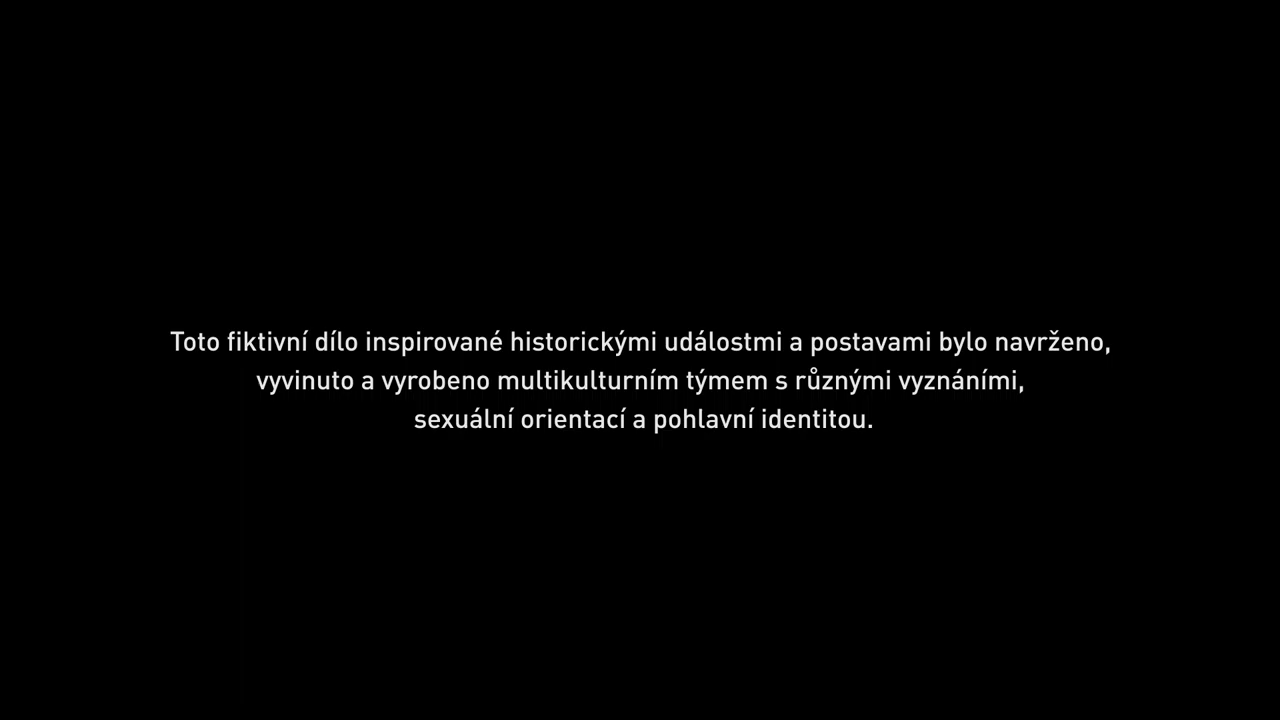 Toto fiktivní dílo inspirované historickými událostmi a postavami bylo navrženo,
vyvinuto a vyrobeno multikulturním týmem s různými vyznáními,
sexuální orientací a pohlavní identitou.